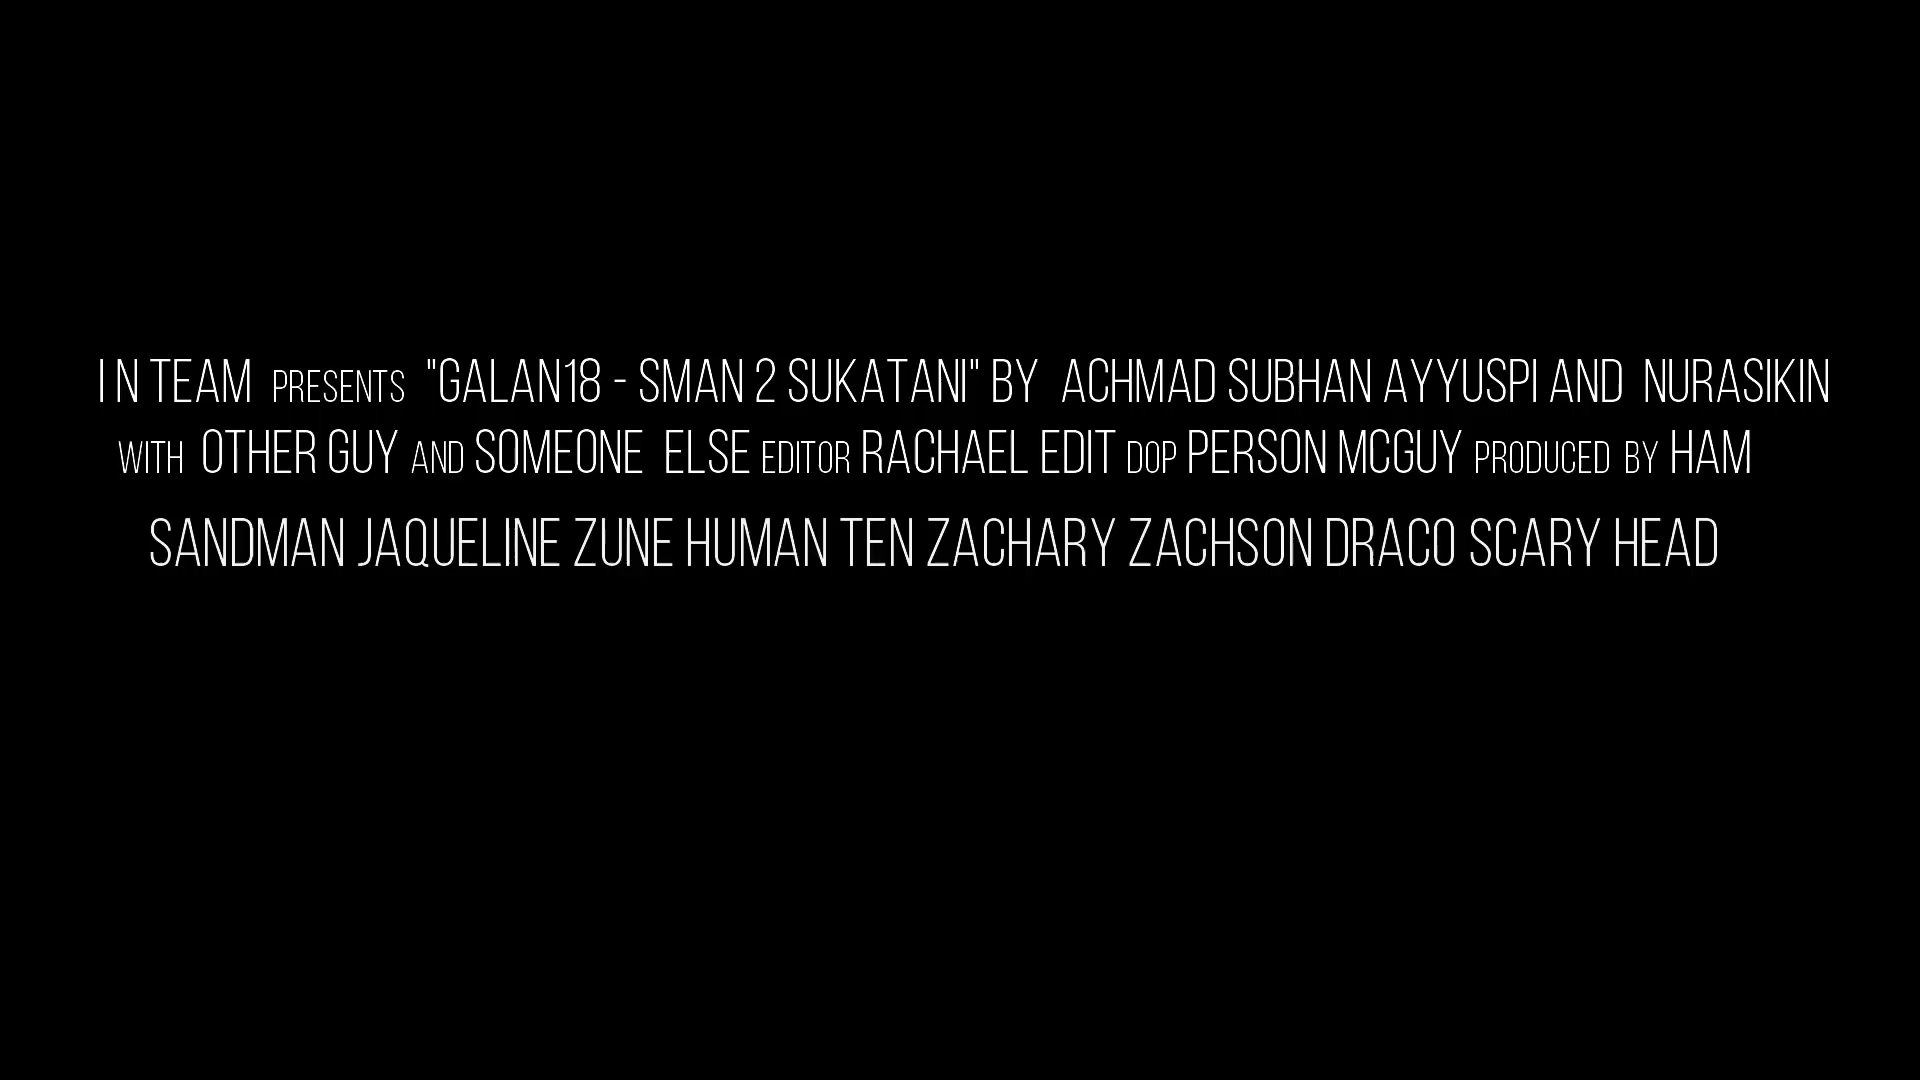 I N TEAM PRESENTS "GALAN18 - SMAN 2 SUKATANI" BY ACHMAD SUBHAN AYYUSPI AND NURASIKIN
WITH OTHER GUY AND SOMEONE ELSE EDITOR RACHAEL EDIT DOP PERSON MCGUY PRODUCED BY HAM
SANDMAN JAQUELINE ZUNE HUMAN TEN ZACHARY ZACHSON DRACO SCARY HEAD